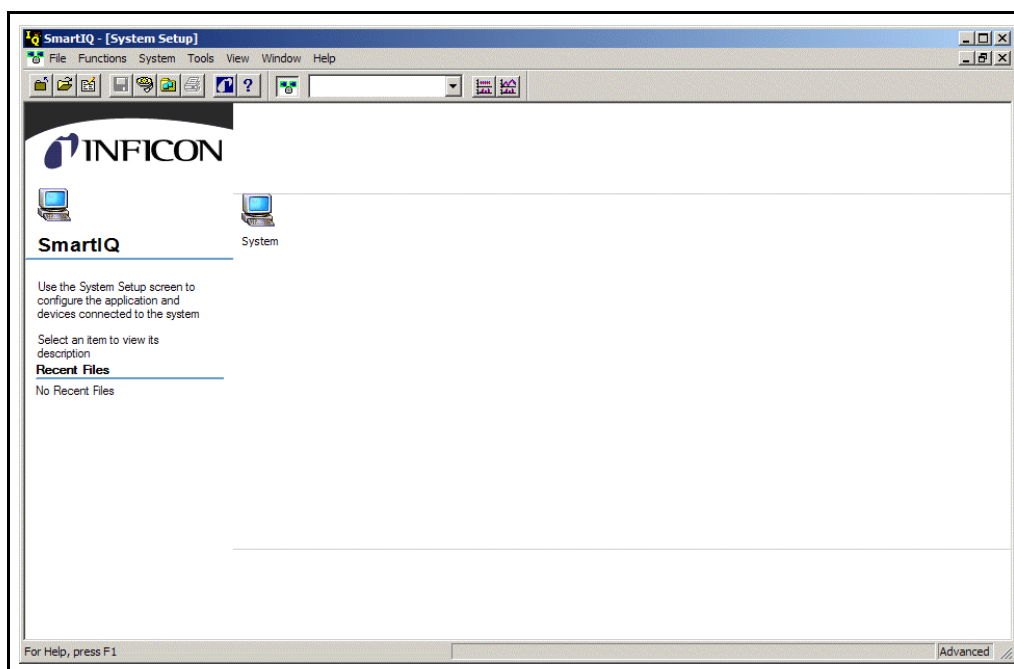 SmartIQ - [System Setup]
File Functions System Tools View Window Help
INFICON
SmartIQ
System
Use the System Setup screen to
configure the application and
devices connected to the system
Select an item to view its
description
Recent Files
No Recent Files
For Help, press F1
Advanced